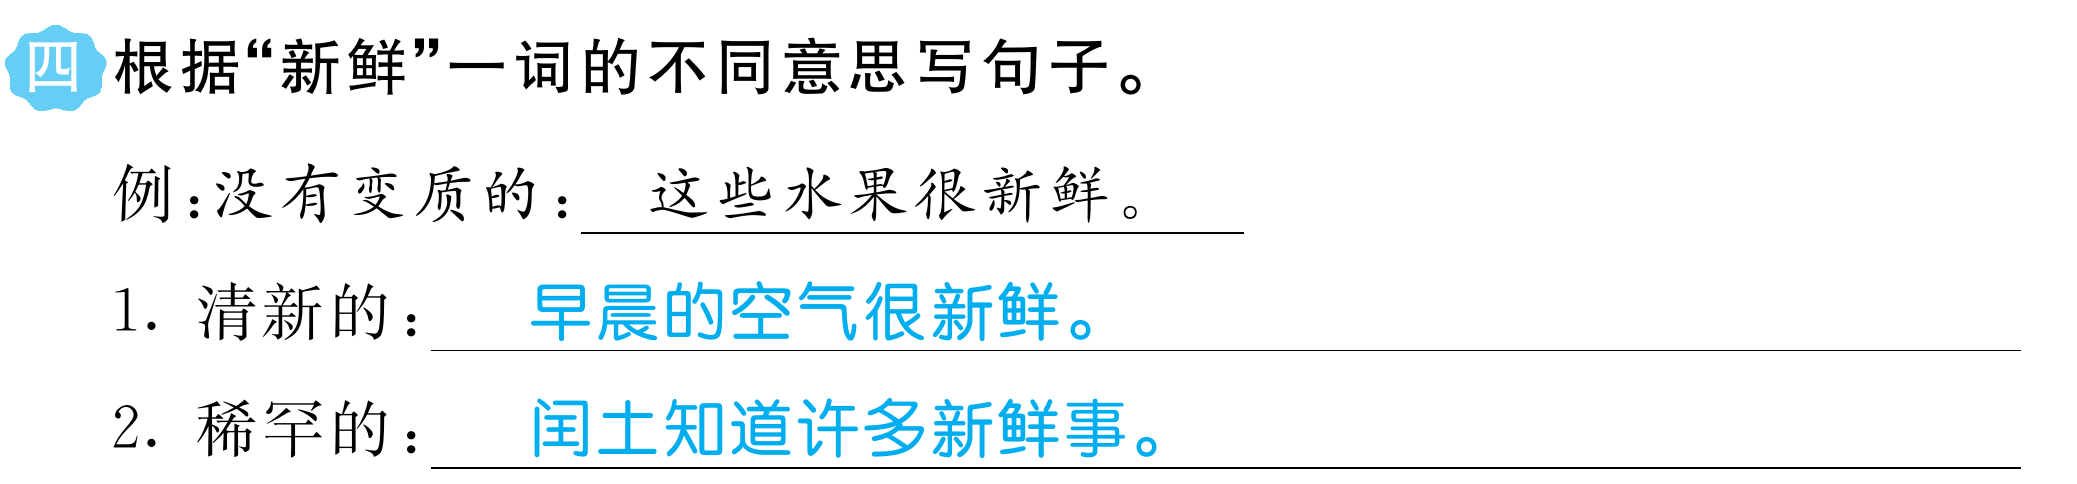 四 根据“新鲜”一词的不同意思写句子。
例:没有变质的: 这些水果很新鲜。
1. 清新的: 早晨的空气很新鲜。
2. 稀罕的: 闰土知道许多新鲜事。